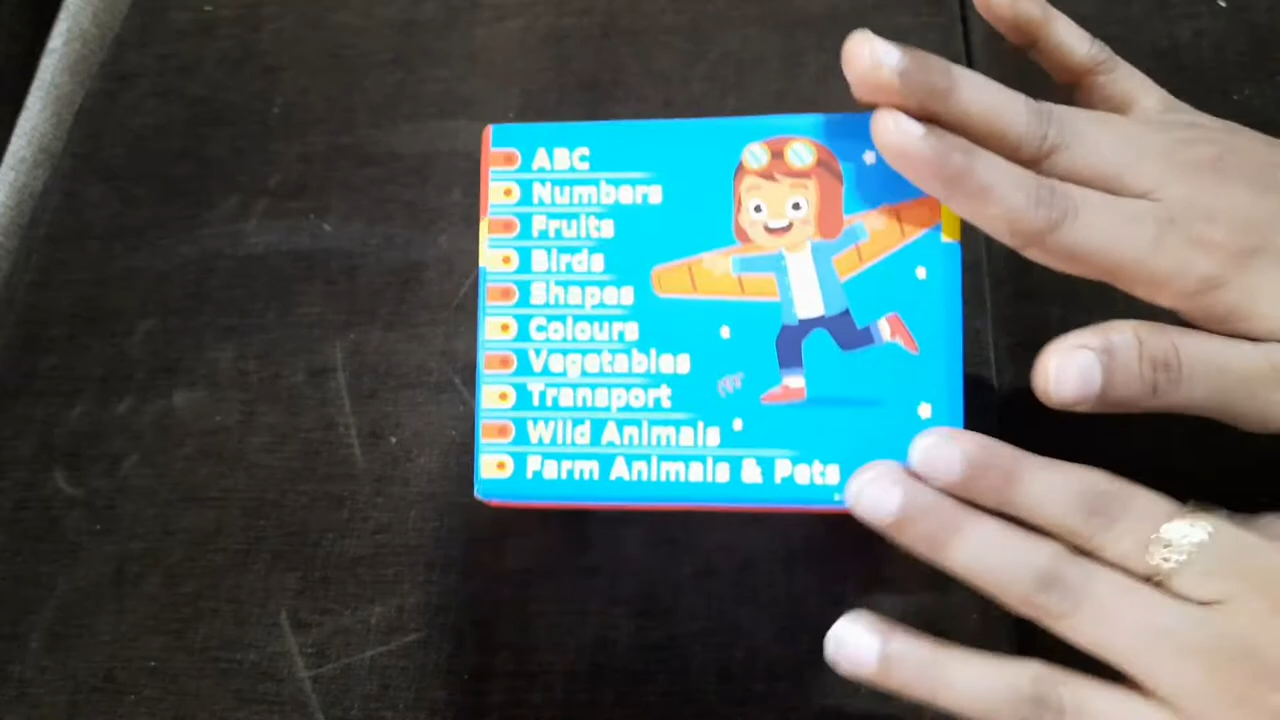 ABC
Numbers
Fruits
Birds
Shapes
Colours
Vegetables
Transport
Wild Animals
Farm Animals & Pets